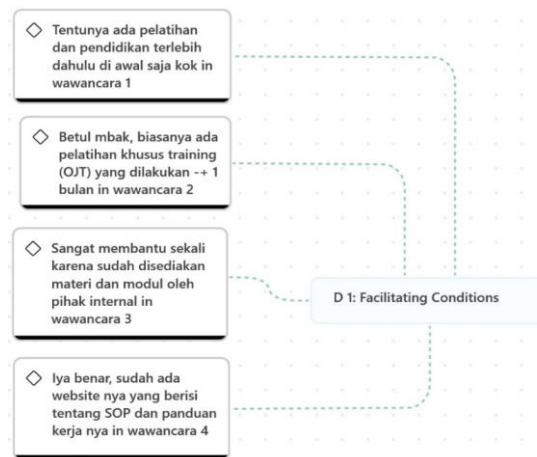 Tentunya ada pelatihan
dan pendidikan terlebih
dahulu di awal saja kok in
wawancara 1
Betul mbak, biasanya ada
pelatihan khusus training
(OJT) yang dilakukan -+ 1
bulan in wawancara 2
Sangat membantu sekali
karena sudah disediakan
materi dan modul oleh
pihak internal in
wawancara 3
D 1: Facilitating Conditions
Iya benar, sudah ada
website nya yang berisi
tentang SOP dan panduan
kerja nya in wawancara 4